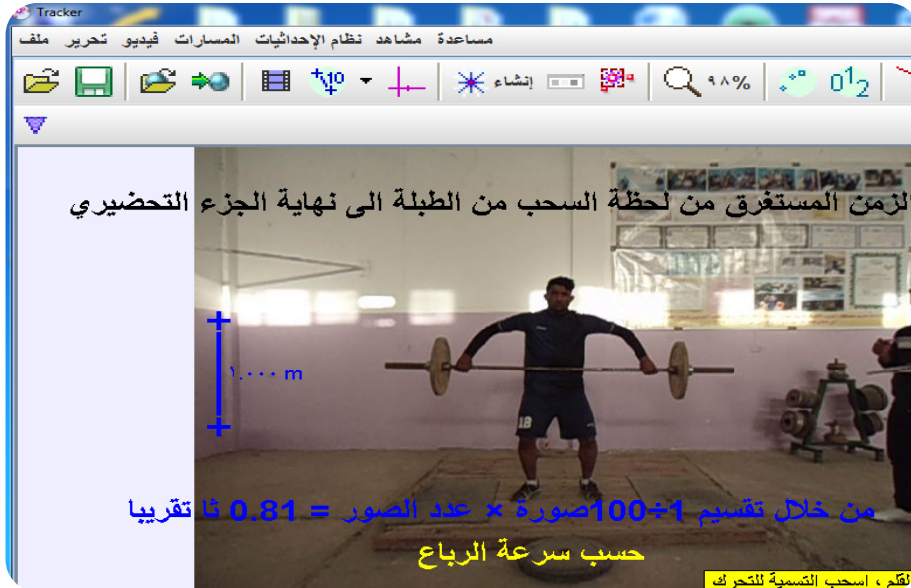 Tracker
ملف تحرير فيديو المسارات نظام الإحداثيات مشاهد مساعدة
إنشاء ٩٨%
الزمن المستغرق من لحظة السحب من الطبلة الى نهاية الجزء التحضيري
١.٠٠٠ m
18
من خلال تقسيم 1÷100صورة × عدد الصور = 0.81 ثا تقريبا
حسب سرعة الرباع
القلم ، إسحب التسمية للتحرك